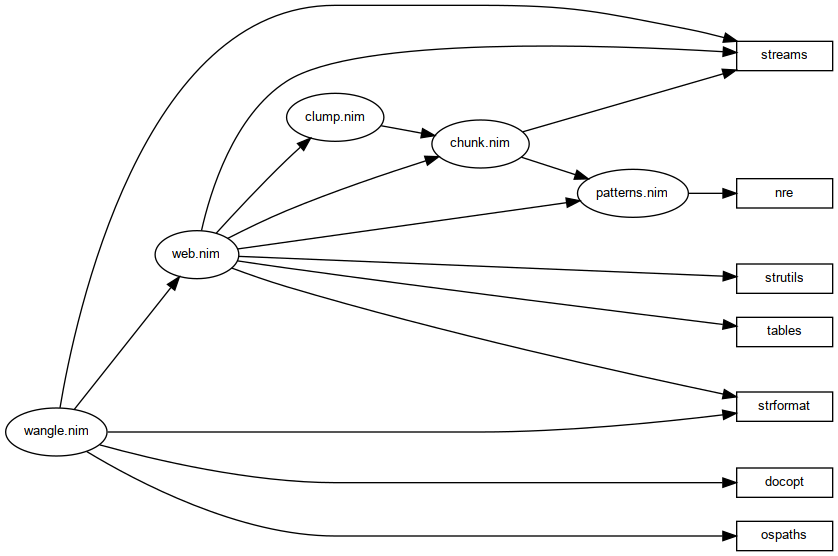 streams
clump.nim
chunk.nim
patterns.nim
nre
web.nim
strutils
tables
strformat
wangle.nim
docopt
ospaths